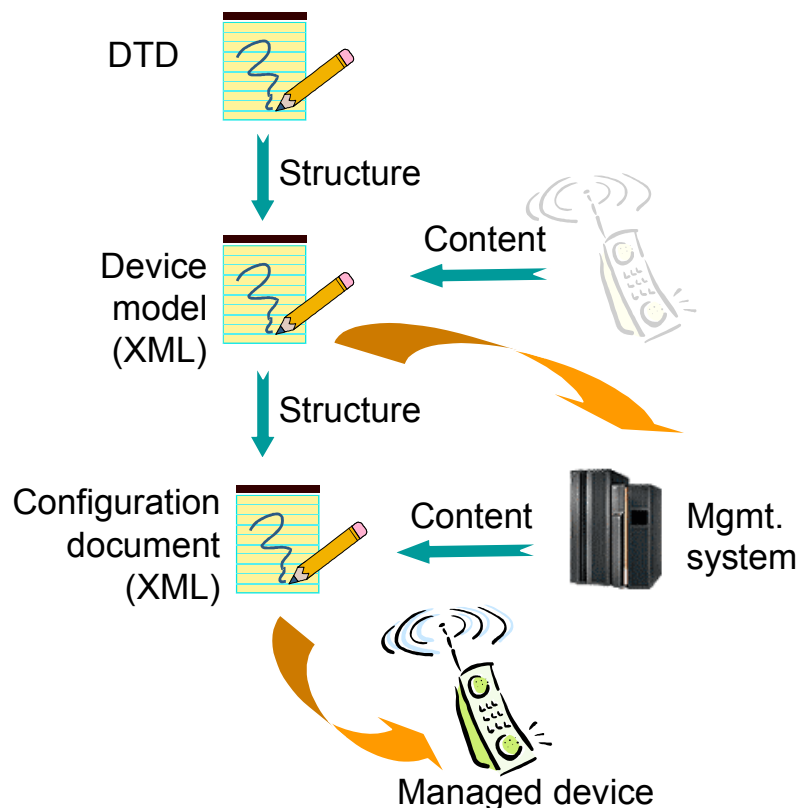 DTD
Structure
Content
Device
model
(XML)
Structure
Configuration
document
(XML)
Content
Mgmt.
system
Managed device